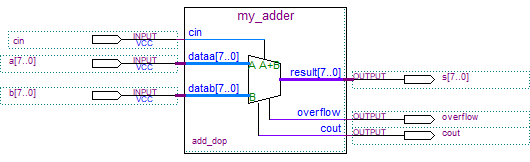 my_adder
cin
INPUT
VCC
cin
a[7..0]
INPUT
VCC
dataa[7..0]
A
A+B
result[7..0]
OUTPUT
s[7..0]
b[7..0]
INPUT
VCC
datab[7..0]
B
overflow
OUTPUT
overflow
cout
OUTPUT
cout
add_dop